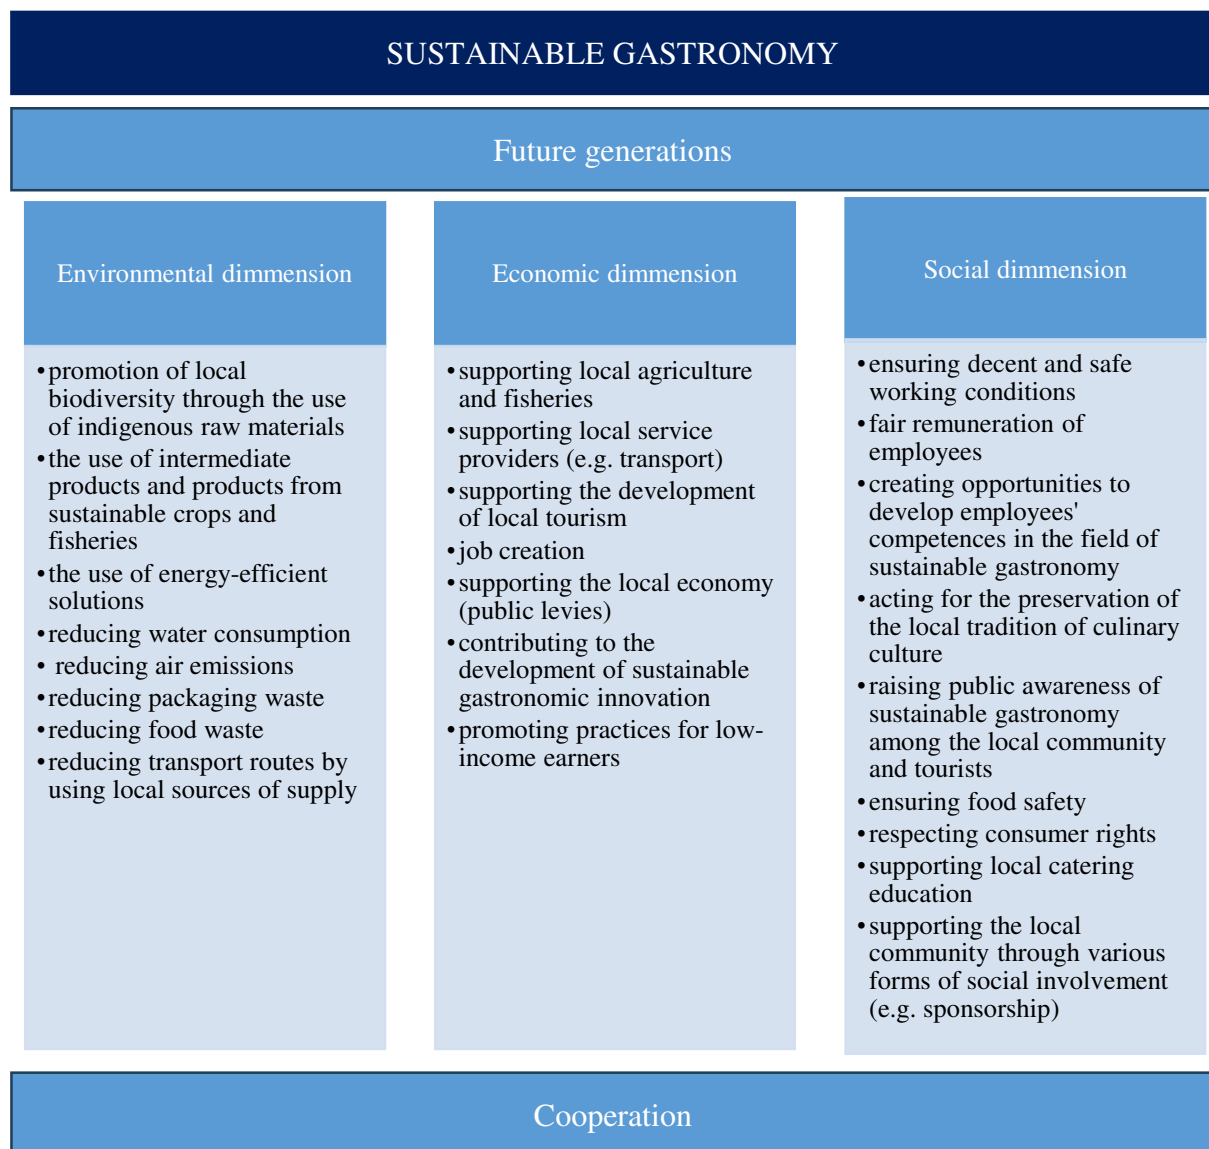 SUSTAINABLE GASTRONOMY
Future generations
Environmental dimmension
•promotion of local
biodiversity through the use
of indigenous raw materials
•the use of intermediate
products and products from
sustainable crops and
fisheries
•the use of energy-efficient
solutions
•reducing water consumption
• reducing air emissions
•reducing packaging waste
•reducing food waste
•reducing transport routes by
using local sources of supply
Economic dimmension
•supporting local agriculture
and fisheries
•supporting local service
providers (e.g. transport)
•supporting the development
of local tourism
•job creation
•supporting the local economy
(public levies)
•contributing to the
development of sustainable
gastronomic innovation
•promoting practices for low-
income earners
Social dimmension
•ensuring decent and safe
working conditions
•fair remuneration of
employees
•creating opportunities to
develop employees'
competences in the field of
sustainable gastronomy
•acting for the preservation of
the local tradition of culinary
culture
•raising public awareness of
sustainable gastronomy
among the local community
and tourists
•ensuring food safety
•respecting consumer rights
•supporting local catering
education
•supporting the local
community through various
forms of social involvement
(e.g. sponsorship)
Cooperation